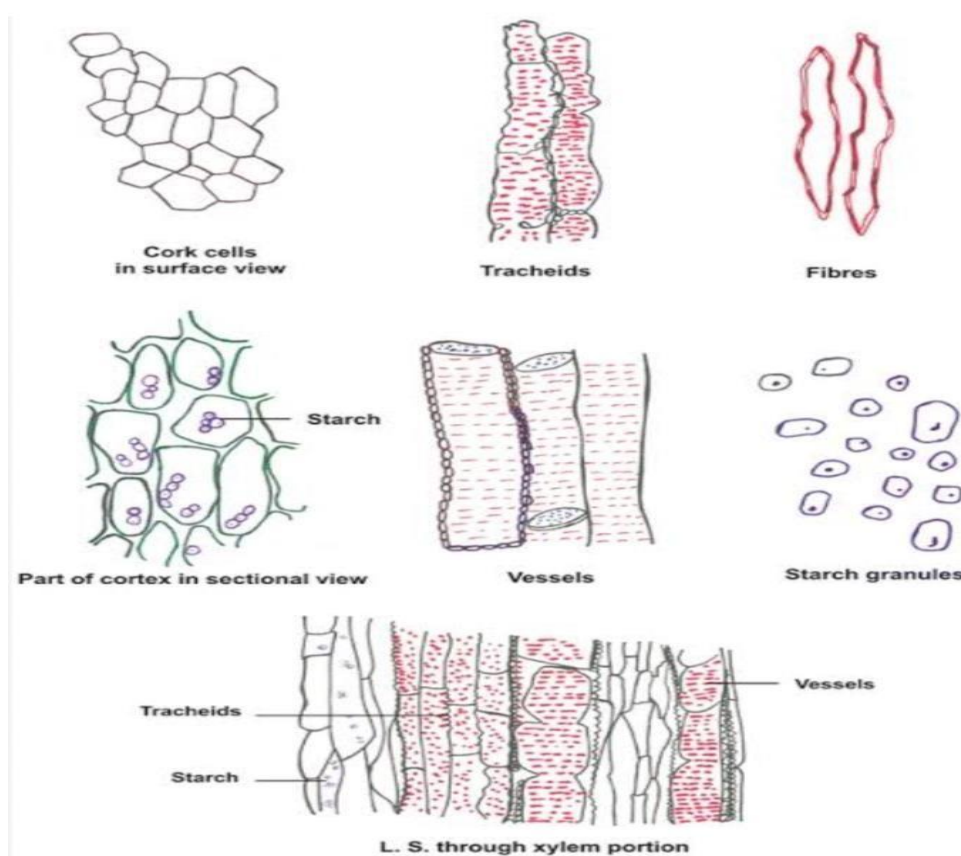 Cork cells
in surface view
Tracheids
Fibres
Starch
Part of cortex in sectional view
Vessels
Starch granules
Tracheids
Vessels
Starch
L. S. through xylem portion